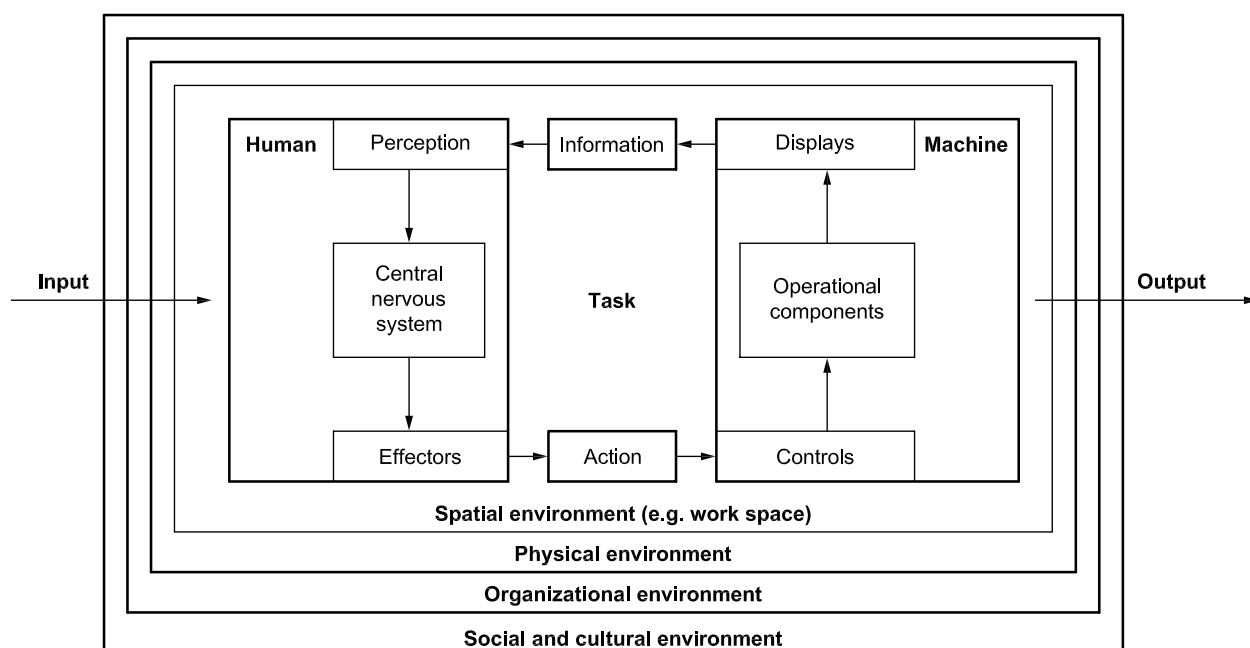 Human
Perception
Information
Displays
Machine
Input
Central
nervous
system
Task
Operational
components
Output
Effectors
Action
Controls
Spatial environment (e.g. work space)
Physical environment
Organizational environment
Social and cultural environment